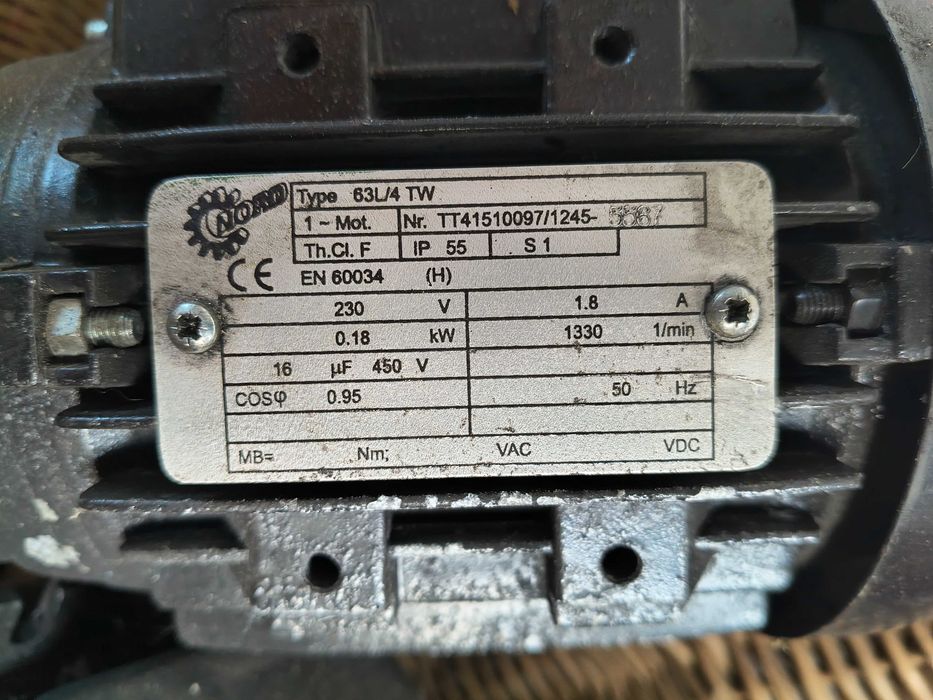 NORD
Type 63L/4 TW
1 ~ Mot. Nr. TT41510097/1245-
Th.Cl. F IP 55 S 1
CE EN 60034 (H)
230 V 1.8 A
0.18 kW 1330 1/min
16 µF 450 V
COSφ 0.95 50 Hz
MB= Nm; VAC VDC